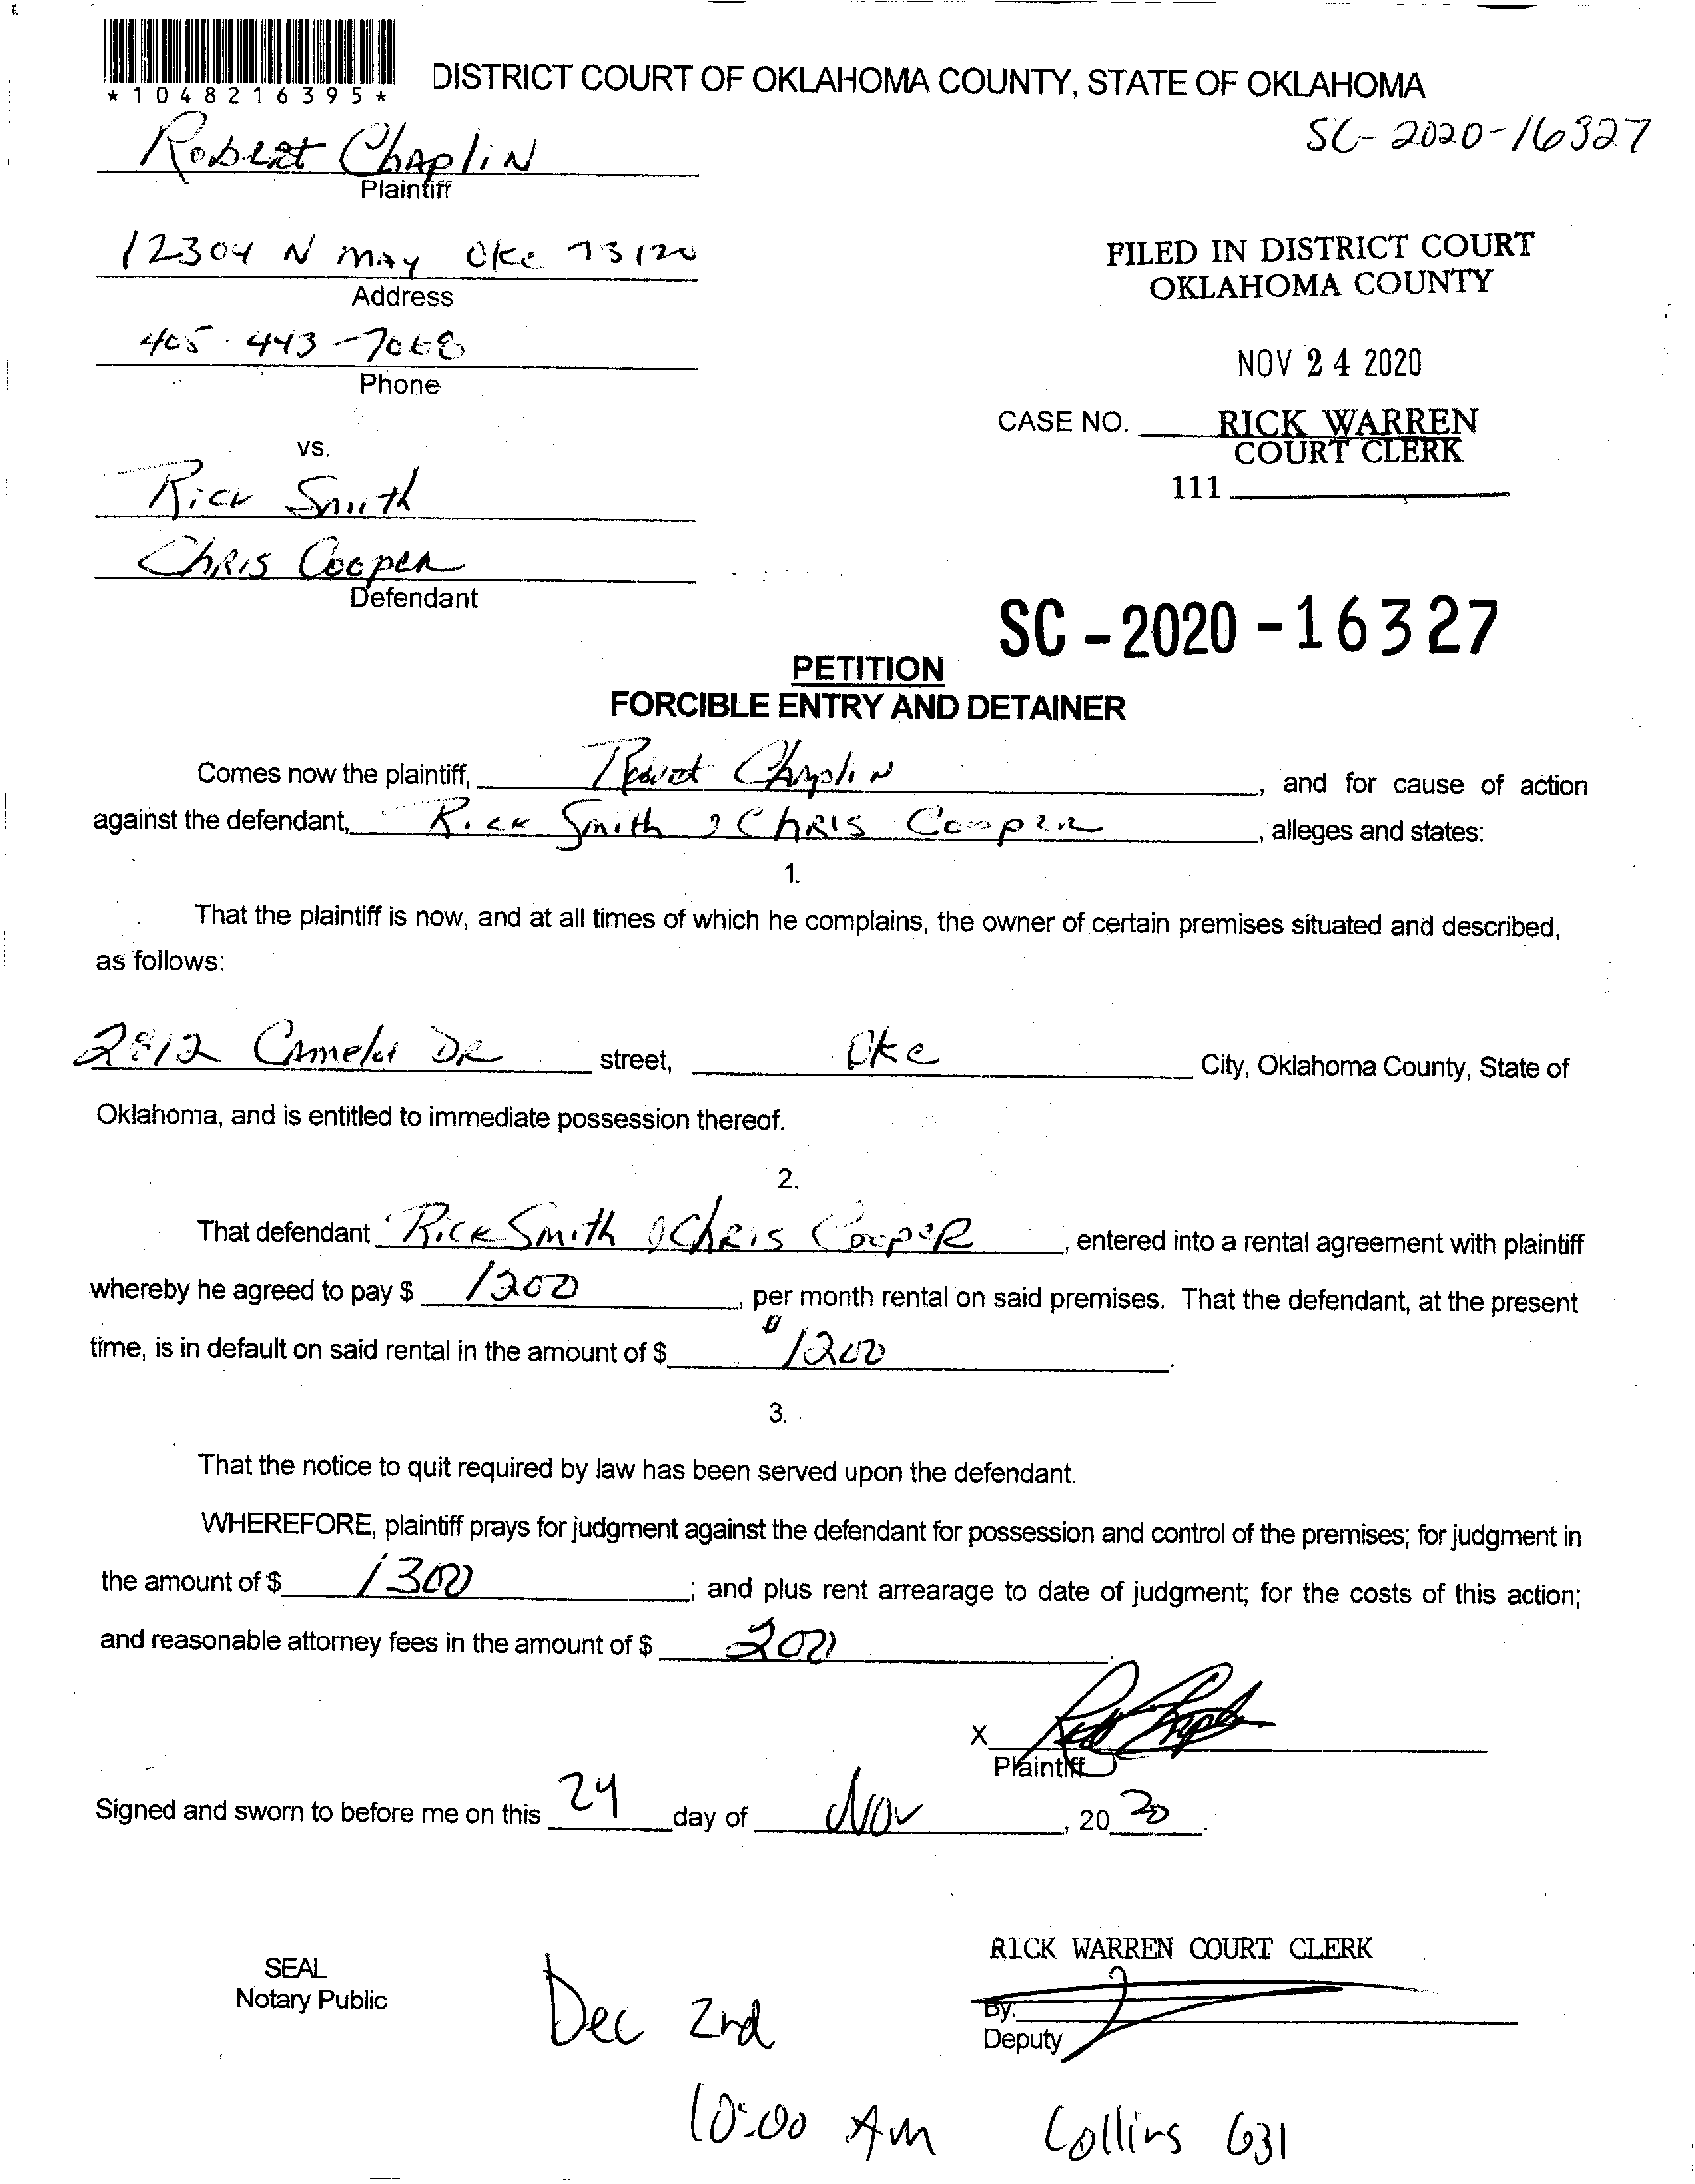 *1048216395*
DISTRICT COURT OF OKLAHOMA COUNTY, STATE OF OKLAHOMA
SC-2020-16327
Robert Chaplin
Plaintiff
12304 N May OKC 73120
Address
FILED IN DISTRICT COURT
OKLAHOMA COUNTY
405-443-7068
Phone
NOV 24 2020
CASE NO.
RICK WARREN
COURT CLERK
111
vs.
Rick Smith
Chris Cooper
Defendant
SC-2020-16327
PETITION
FORCIBLE ENTRY AND DETAINER
Comes now the plaintiff, Robert Chaplin, and for cause of action
against the defendant, Rick Smith & Chris Cooper, alleges and states:
1.
That the plaintiff is now, and at all times of which he complains, the owner of certain premises situated and described,
as follows:
2812 Camelot DR street, OKC City, Oklahoma County, State of
Oklahoma, and is entitled to immediate possession thereof.
2.
That defendant Rick Smith & Chris Cooper, entered into a rental agreement with plaintiff
whereby he agreed to pay $ 1200, per month rental on said premises. That the defendant, at the present
time, is in default on said rental in the amount of $ 1200.
3.
That the notice to quit required by law has been served upon the defendant.
WHEREFORE, plaintiff prays for judgment against the defendant for possession and control of the premises; for judgment in
the amount of $ 1300; and plus rent arrearage to date of judgment; for the costs of this action;
and reasonable attorney fees in the amount of $ 200.
X
Plaintiff
Signed and sworn to before me on this 24 day of Nov, 2020.
RICK WARREN COURT CLERK
SEAL
Notary Public
By:
Deputy
Dec 2nd
10:00 AM Collins 631